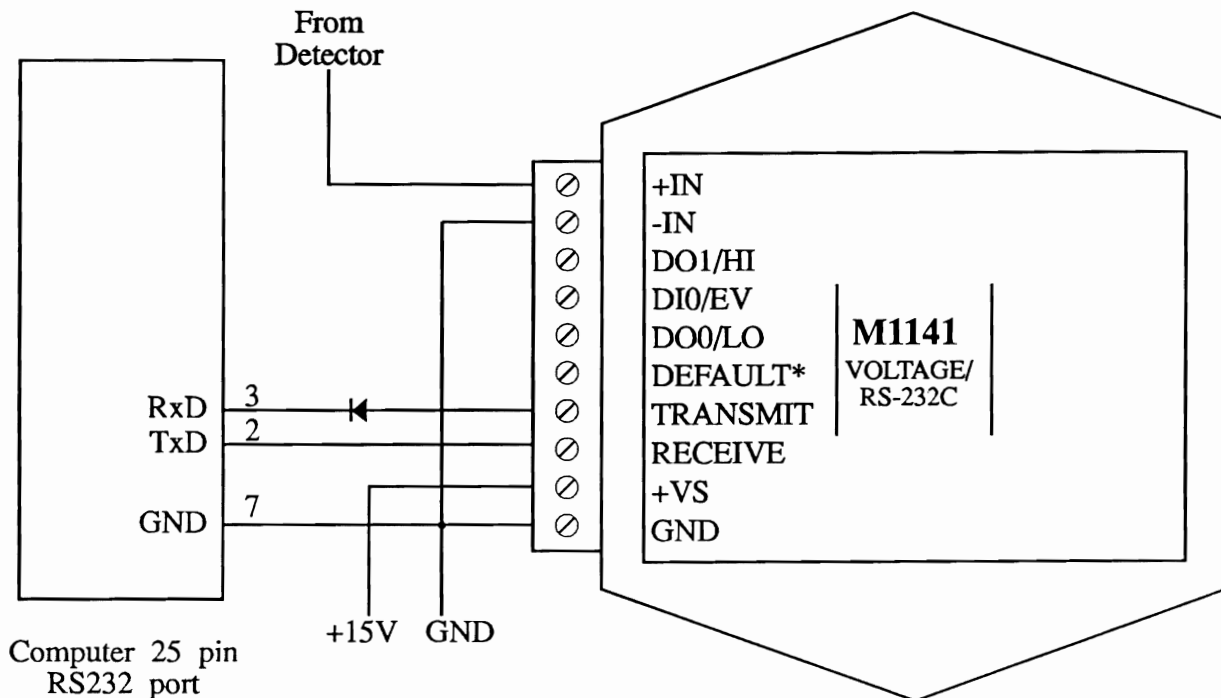 From
Detector
+IN
-IN
DO1/HI
DI0/EV
DO0/LO
DEFAULT*
TRANSMIT
RECEIVE
+VS
GND
M1141
VOLTAGE/
RS-232C
RxD 3
TxD 2
GND 7
+15V GND
Computer 25 pin
RS232 port